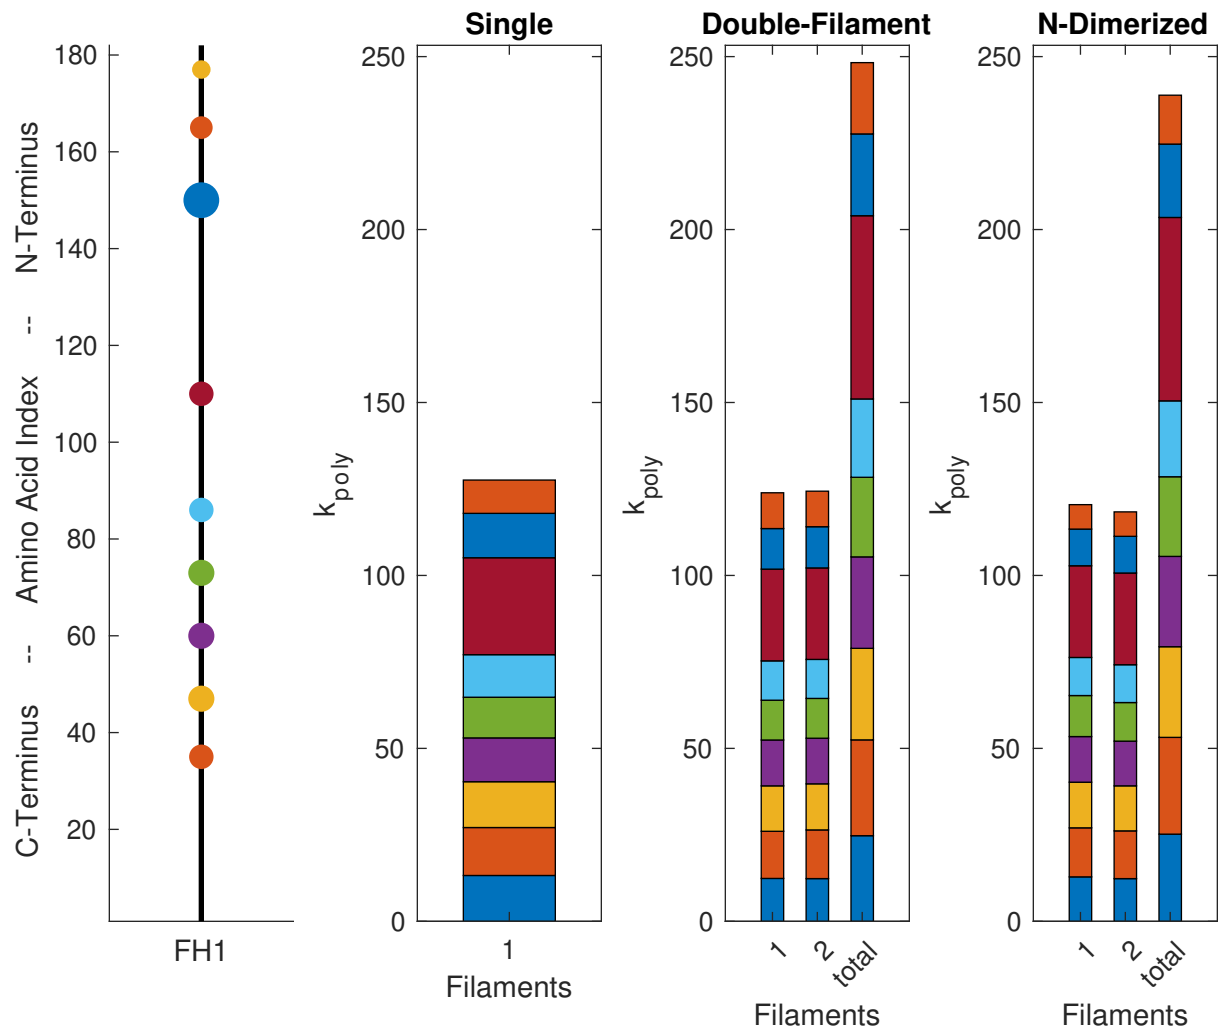 Single
Double-Filament
N-Dimerized
C-Terminus -- Amino Acid Index -- N-Terminus
180
160
140
120
100
80
60
40
20
FH1
k_poly
250
200
150
100
50
0
1
Filaments
k_poly
250
200
150
100
50
0
1
2
total
Filaments
k_poly
250
200
150
100
50
0
1
2
total
Filaments